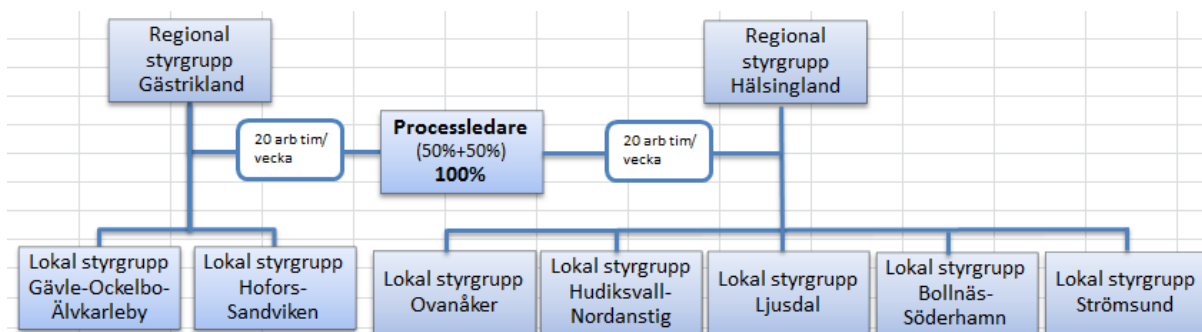 Regional
styrgrupp
Gästrikland
Regional
styrgrupp
Hälsingland
20 arb tim/
vecka
Processledare
(50%+50%)
100%
20 arb tim/
vecka
Lokal styrgrupp
Gävle-Ockelbo-
Älvkarleby
Lokal styrgrupp
Hofors-
Sandviken
Lokal styrgrupp
Ovanåker
Lokal styrgrupp
Hudiksvall-
Nordanstig
Lokal styrgrupp
Ljusdal
Lokal styrgrupp
Bollnäs-
Söderhamn
Lokal styrgrupp
Strömsund